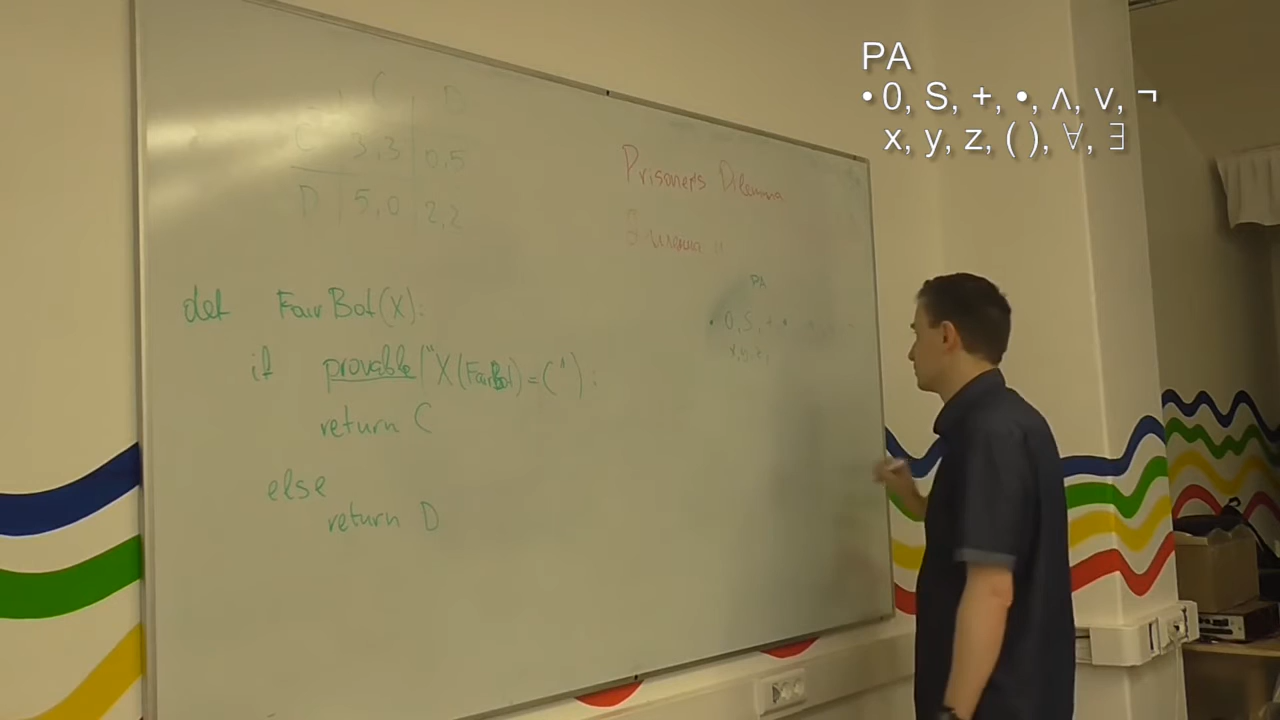 PA
• 0, S, +, •, ∧, ∨, ¬
x, y, z, ( ), ∀, ∃
C D
C 3,3 0,5
D 5,0 2,2
Prisoner's Dilemma
PA
• 0, S, + •
x, y, z,
def FairBot(X):
if provable("X(FairBot) = C"):
return C
else
return D